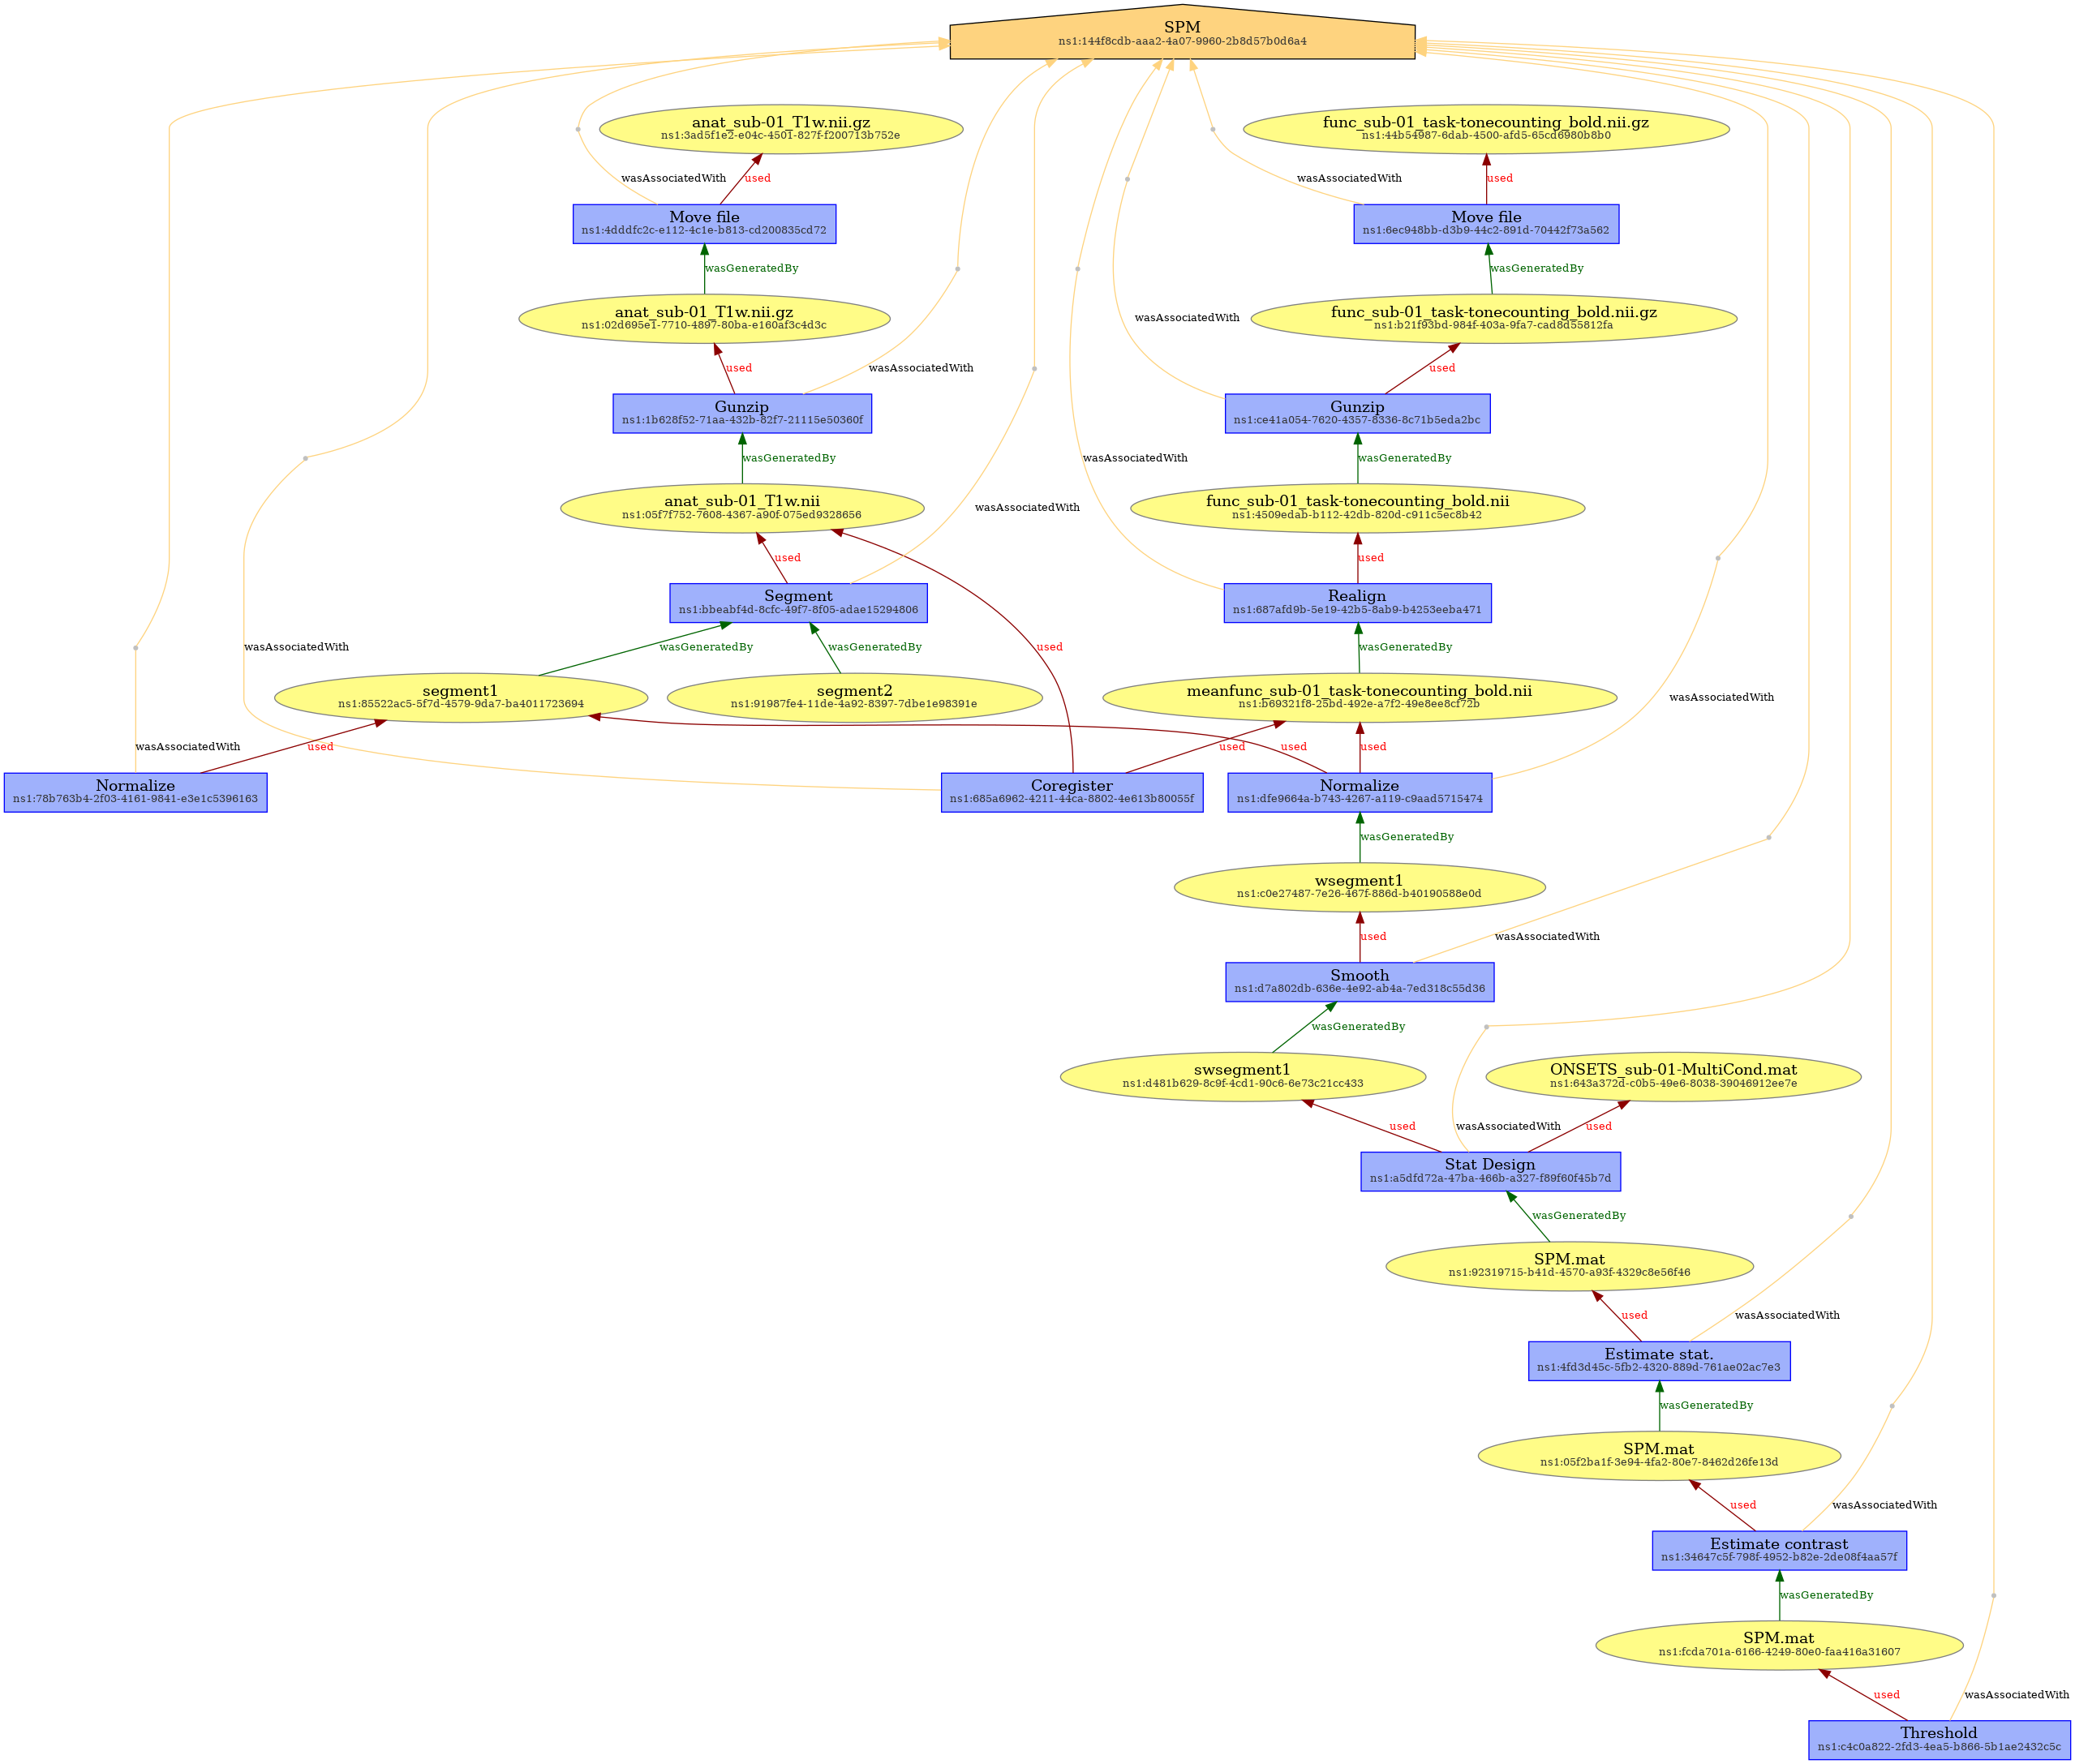 SPM
ns1:144f8cdb-aaa2-4a07-9960-2b8d57b0d6a4
anat_sub-01_T1w.nii.gz
ns1:3ad5f1e2-e04c-4501-827f-f200713b752e
func_sub-01_task-tonecounting_bold.nii.gz
ns1:44b54987-6dab-4500-afd5-65cd6980b8b0
wasAssociatedWith
used
wasAssociatedWith
used
Move file
ns1:4dddfc2c-e112-4c1e-b813-cd200835cd72
Move file
ns1:6ec948bb-d3b9-44c2-891d-70442f73a562
wasGeneratedBy
wasGeneratedBy
anat_sub-01_T1w.nii.gz
ns1:02d695e1-7710-4897-80ba-e160af3c4d3c
wasAssociatedWith
func_sub-01_task-tonecounting_bold.nii.gz
ns1:b21f93bd-984f-403a-9fa7-cad8d55812fa
used
wasAssociatedWith
used
Gunzip
ns1:1b628f52-71aa-432b-82f7-21115e50360f
Gunzip
ns1:ce41a054-7620-4357-8336-8c71b5eda2bc
wasGeneratedBy
wasAssociatedWith
wasGeneratedBy
anat_sub-01_T1w.nii
ns1:05f7f752-7608-4367-a90f-075ed9328656
wasAssociatedWith
func_sub-01_task-tonecounting_bold.nii
ns1:4509edab-b112-42db-820d-c911c5ec8b42
used
used
Segment
ns1:bbeabf4d-8cfc-49f7-8f05-adae15294806
Realign
ns1:687afd9b-5e19-42b5-8ab9-b4253eeba471
wasAssociatedWith
wasGeneratedBy
wasGeneratedBy
used
wasGeneratedBy
segment1
ns1:85522ac5-5f7d-4579-9da7-ba4011723694
segment2
ns1:91987fe4-11de-4a92-8397-7dbe1e98391e
meanfunc_sub-01_task-tonecounting_bold.nii
ns1:b69321f8-25bd-492e-a7f2-49e8ee8cf72b
wasAssociatedWith
wasAssociatedWith
used
used
used
used
Normalize
ns1:78b763b4-2f03-4161-9841-e3e1c5396163
Coregister
ns1:685a6962-4211-44ca-8802-4e613b80055f
Normalize
ns1:dfe9664a-b743-4267-a119-c9aad5715474
wasGeneratedBy
wsegment1
ns1:c0e27487-7e26-467f-886d-b40190588e0d
used
wasAssociatedWith
Smooth
ns1:d7a802db-636e-4e92-ab4a-7ed318c55d36
wasGeneratedBy
swsegment1
ns1:d481b629-8c9f-4cd1-90c6-6e73c21cc433
ONSETS_sub-01-MultiCond.mat
ns1:643a372d-c0b5-49e6-8038-39046912ee7e
used
wasAssociatedWith
used
Stat Design
ns1:a5dfd72a-47ba-466b-a327-f89f60f45b7d
wasGeneratedBy
SPM.mat
ns1:92319715-b41d-4570-a93f-4329c8e56f46
used
wasAssociatedWith
Estimate stat.
ns1:4fd3d45c-5fb2-4320-889d-761ae02ac7e3
wasGeneratedBy
SPM.mat
ns1:05f2ba1f-3e94-4fa2-80e7-8462d26fe13d
used
wasAssociatedWith
Estimate contrast
ns1:34647c5f-798f-4952-b82e-2de08f4aa57f
wasGeneratedBy
SPM.mat
ns1:fcda701a-6166-4249-80e0-faa416a31607
used
wasAssociatedWith
Threshold
ns1:c4c0a822-2fd3-4ea5-b866-5b1ae2432c5c